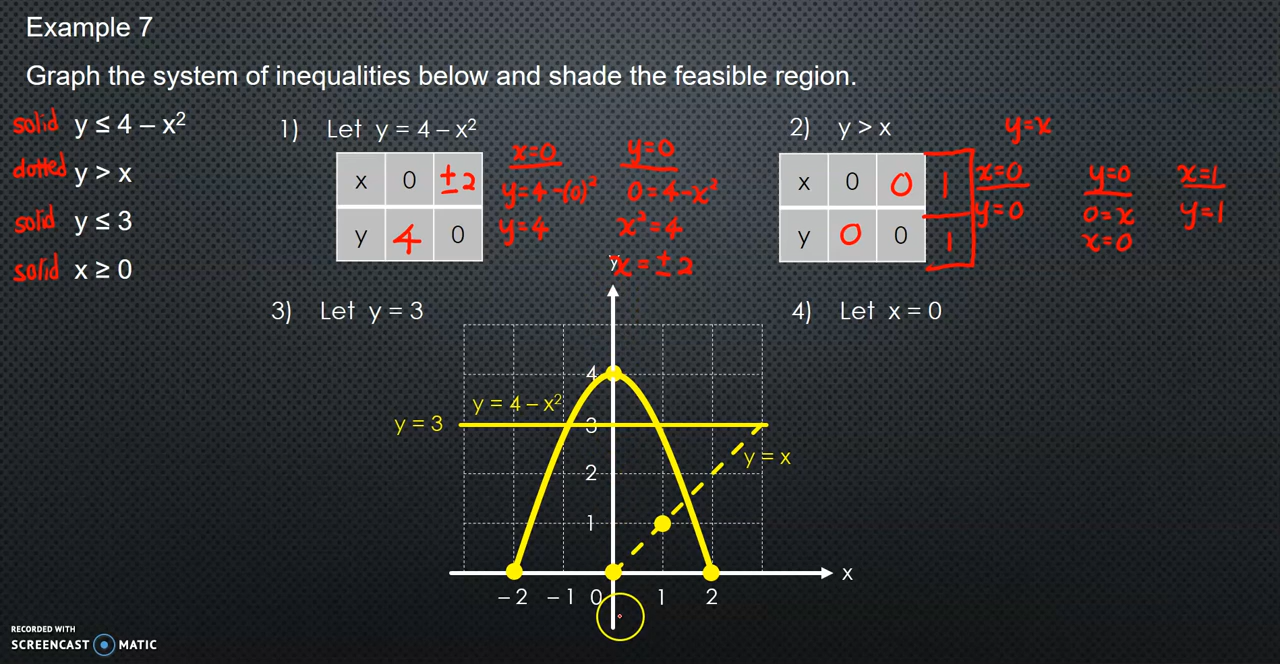 Example 7
Graph the system of inequalities below and shade the feasible region.
solid y ≤ 4 – x²
dotted y > x
solid y ≤ 3
solid x ≥ 0
1) Let y = 4 – x²
x 0 ±2
y 4 0
x=0
y=4-(0)²
y=4
y=0
0=4-x²
x²=4
x=±2
2) y > x
y=x
x 0 0 1
y 0 0 1
x=0
y=0
y=0
0=x
x=0
x=1
y=1
3) Let y = 3
4) Let x = 0
y
4
y = 4 – x²
y = 3
3
y = x
2
1
x
– 2 – 1 0 1 2
RECORDED WITH
SCREENCAST MATIC